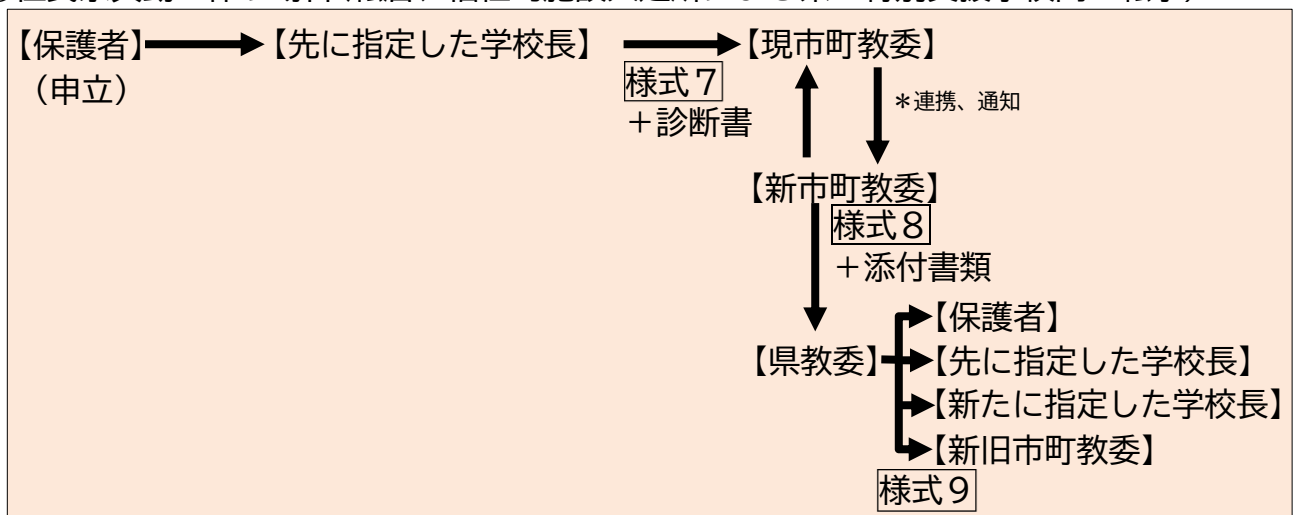 【保護者】
【先に指定した学校長】
【現市町教委】
(申立)
様式7
+診断書
*連携、通知
【新市町教委】
様式8
+添付書類
【県教委】
【保護者】
【先に指定した学校長】
【新たに指定した学校長】
【新旧市町教委】
様式9